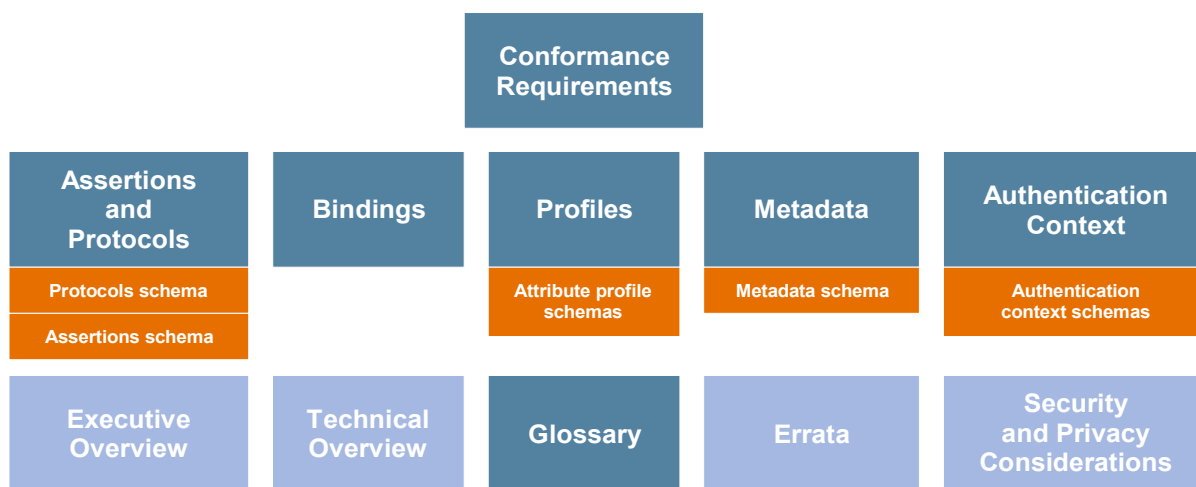 Conformance
Requirements
Assertions
and
Protocols
Bindings
Profiles
Metadata
Authentication
Context
Protocols schema
Assertions schema
Attribute profile
schemas
Metadata schema
Authentication
context schemas
Executive
Overview
Technical
Overview
Glossary
Errata
Security
and Privacy
Considerations